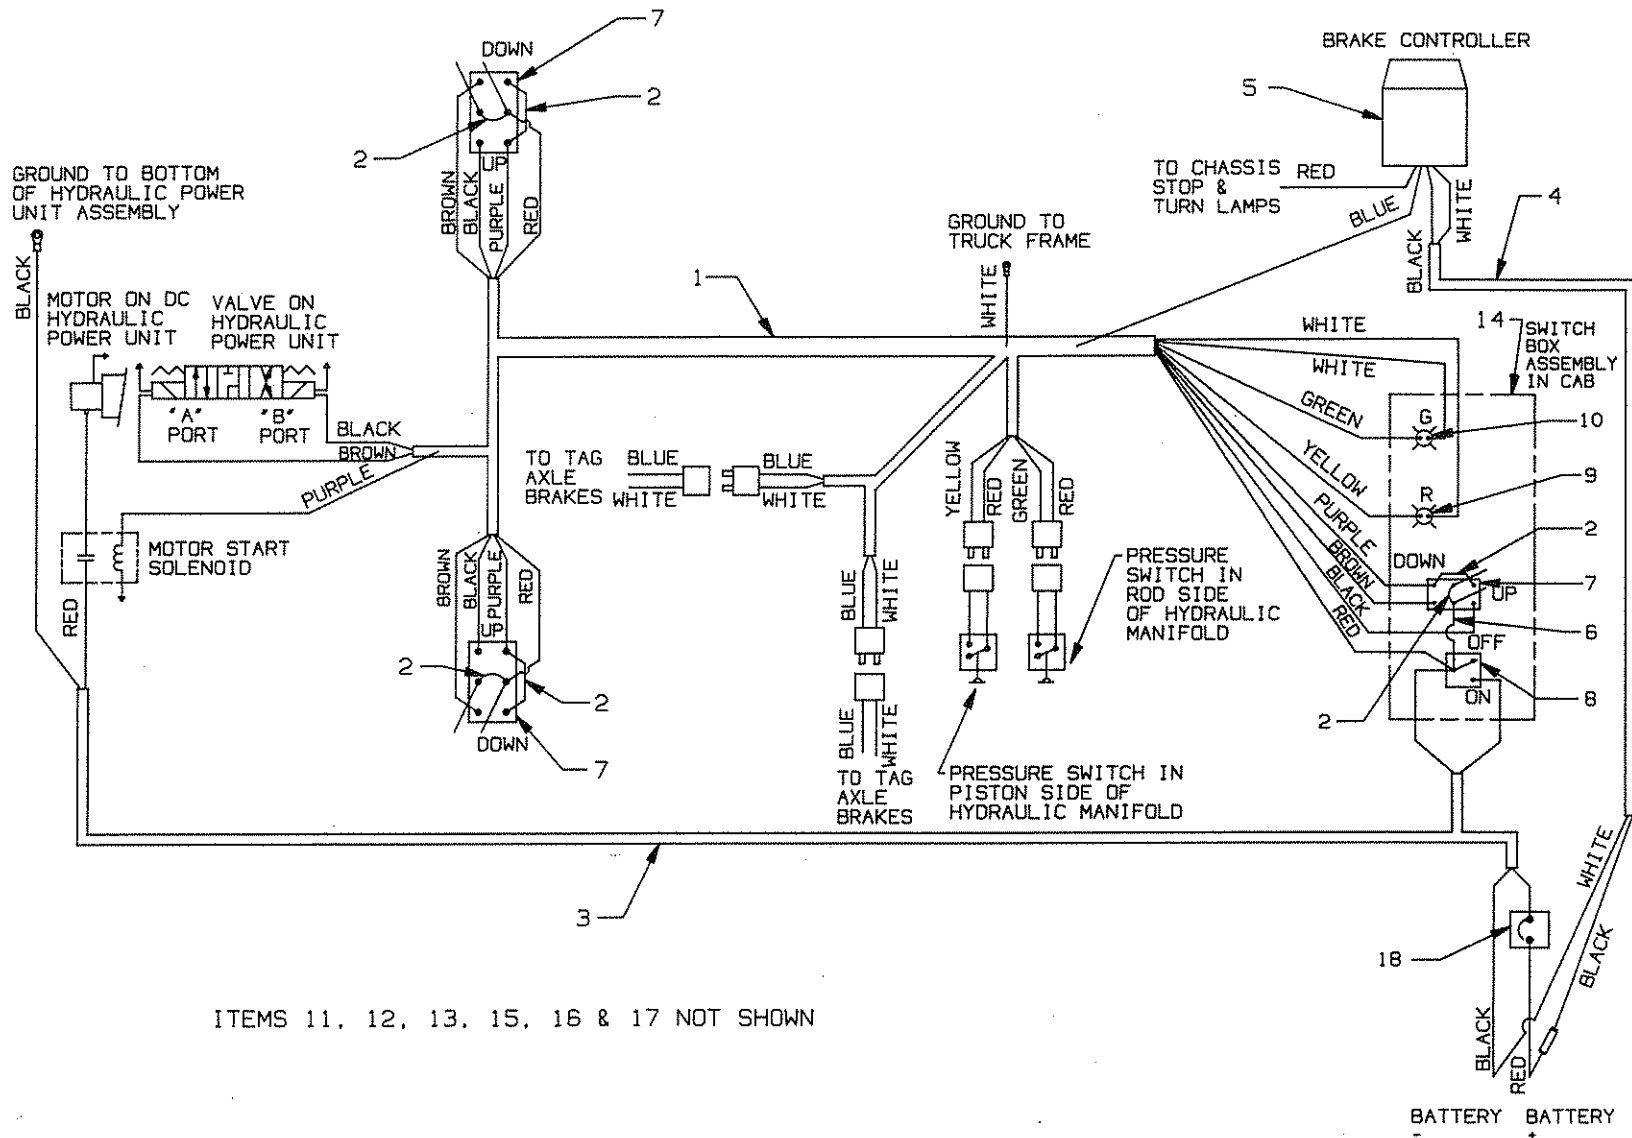 7
DOWN
2
2
UP
BROWN
BLACK
PURPLE
RED
GROUND TO BOTTOM
OF HYDRAULIC POWER
UNIT ASSEMBLY
BLACK
MOTOR ON DC
HYDRAULIC
POWER UNIT
VALVE ON
HYDRAULIC
POWER UNIT
"A"
PORT
"B"
PORT
BLACK
BROWN
PURPLE
MOTOR START
SOLENOID
RED
BROWN
BLACK
PURPLE
RED
UP
2
2
DOWN
7
1
GROUND TO
TRUCK FRAME
WHITE
TO TAG
AXLE
BRAKES
BLUE
WHITE
BLUE
WHITE
BLUE
WHITE
BLUE
WHITE
TO TAG
AXLE
BRAKES
YELLOW
RED
GREEN
RED
PRESSURE
SWITCH IN
ROD SIDE
OF HYDRAULIC
MANIFOLD
PRESSURE SWITCH IN
PISTON SIDE OF
HYDRAULIC MANIFOLD
BRAKE CONTROLLER
5
TO CHASSIS
STOP &
TURN LAMPS
RED
BLUE
BLACK
WHITE
4
WHITE
WHITE
GREEN
YELLOW
PURPLE
BROWN
BLACK
RED
14
SWITCH
BOX
ASSEMBLY
IN CAB
G
10
R
9
2
DOWN
7
UP
6
OFF
ON
8
2
3
18
WHITE
BLACK
BLACK
RED
BATTERY
-
BATTERY
+
ITEMS 11, 12, 13, 15, 16 & 17 NOT SHOWN